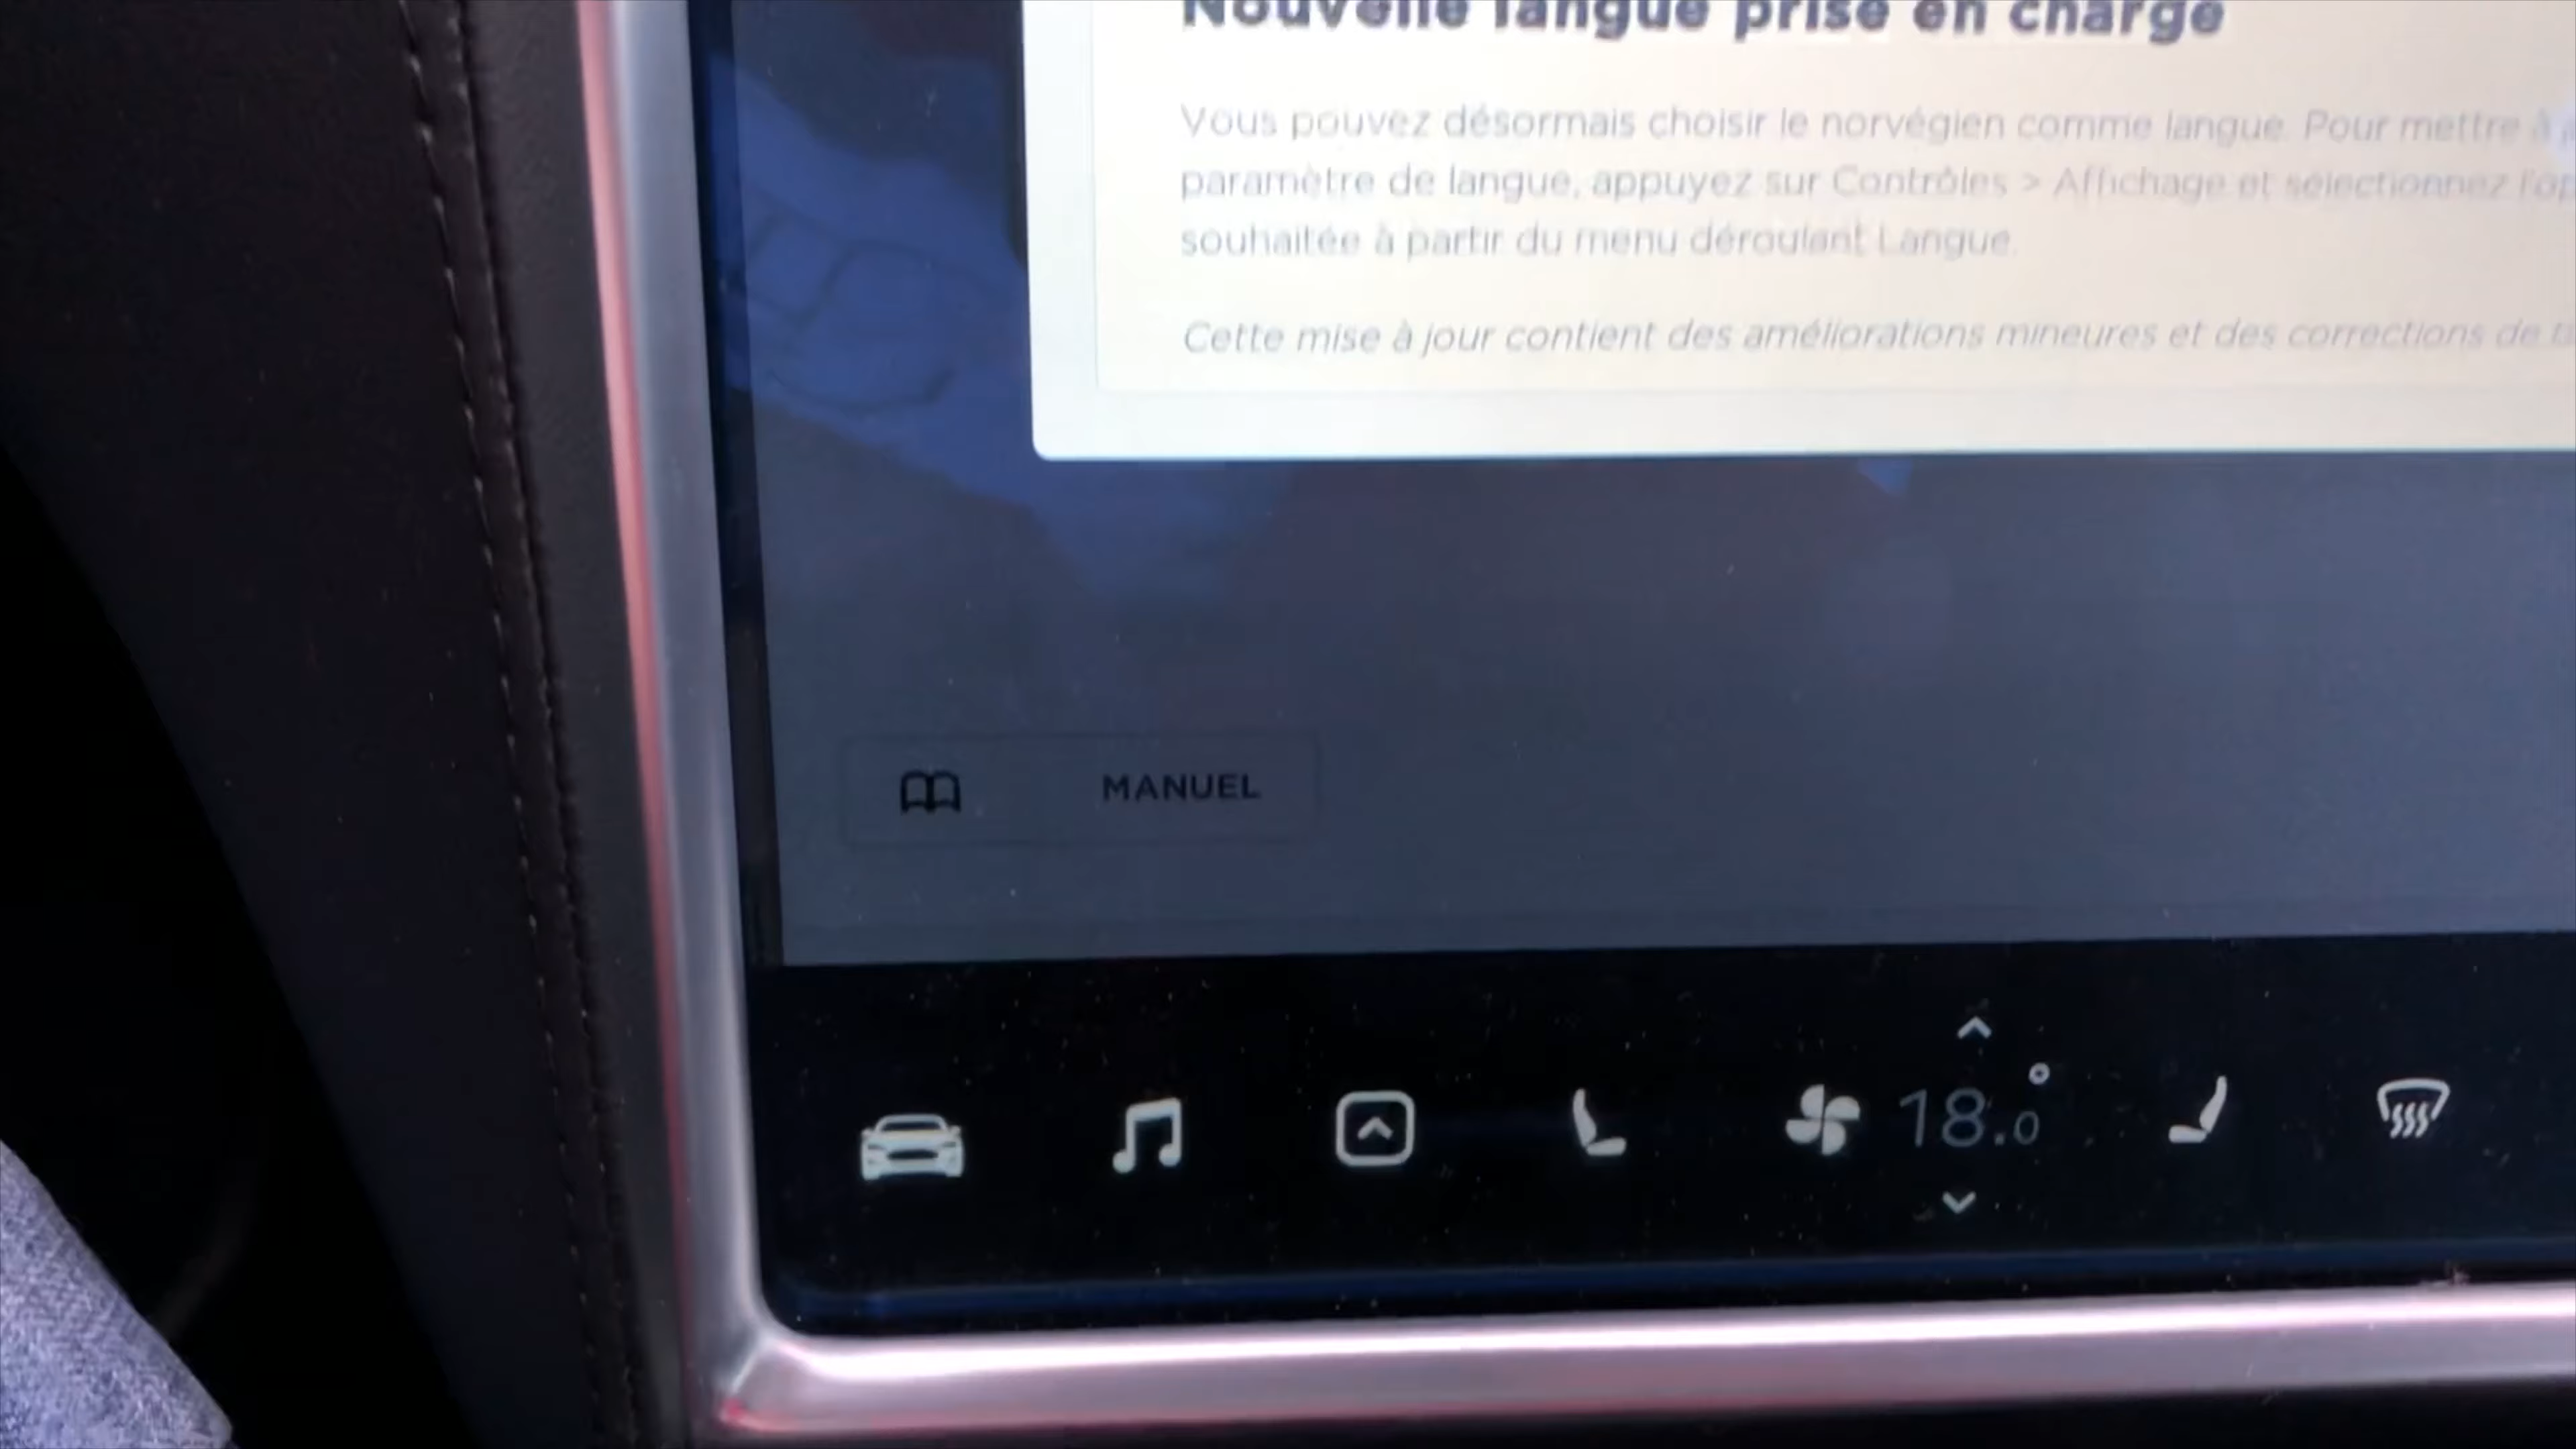 Nouvelle langue prise en charge
Vous pouvez désormais choisir le norvégien comme langue. Pour mettre à
paramètre de langue, appuyez sur Contrôles > Affichage et sélectionnez
souhaitée à partir du menu déroulant Langue.
Cette mise à jour contient des améliorations mineures et des corrections de
MANUEL
18.0°